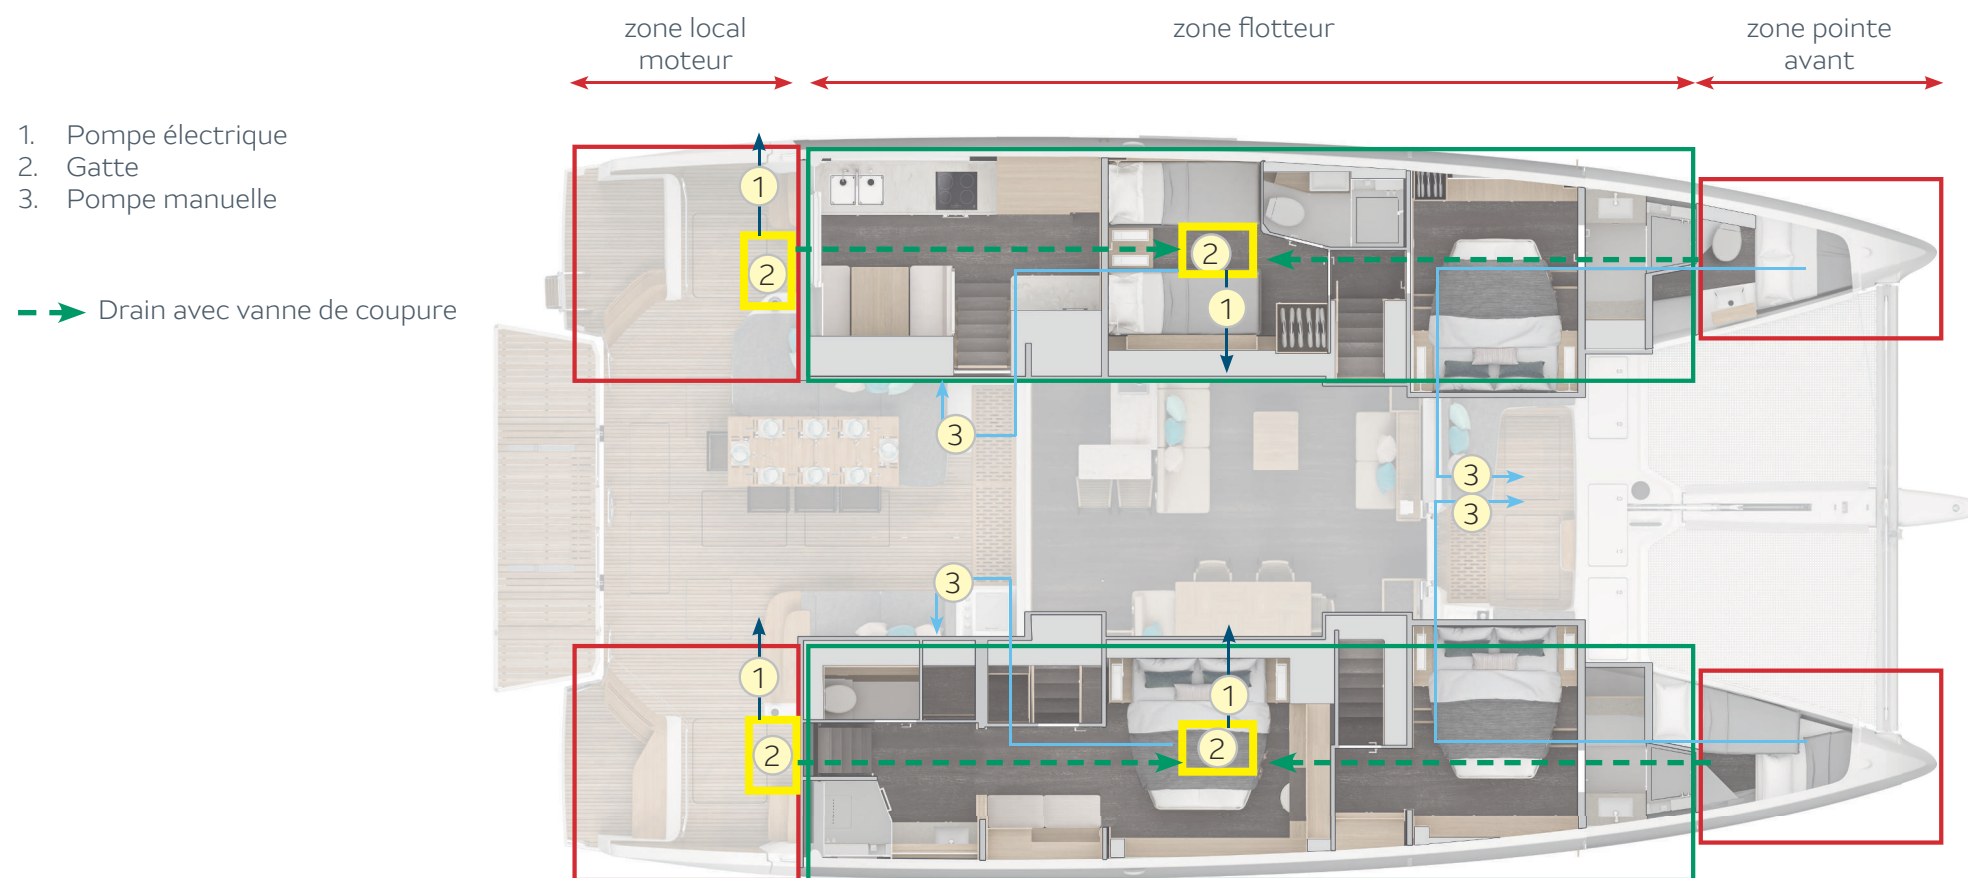 zone local
moteur
zone flotteur
zone pointe
avant
1. Pompe électrique
2. Gatte
3. Pompe manuelle
Drain avec vanne de coupure
1
2
2
1
3
3
3
3
1
2
1
2